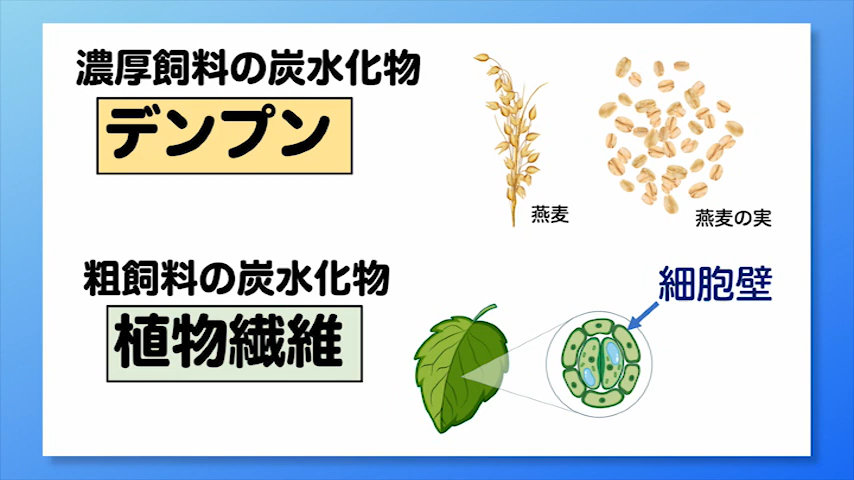 濃厚飼料の炭水化物
デンプン
燕麦
燕麦の実
粗飼料の炭水化物
植物繊維
細胞壁